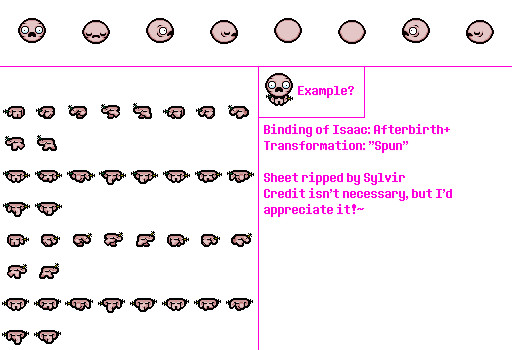 Example?
Binding of Isaac: Afterbirth+
Transformation: "Spun"
Sheet ripped by Sylvir
Credit isn't necessary, but I'd
appreciate it!~